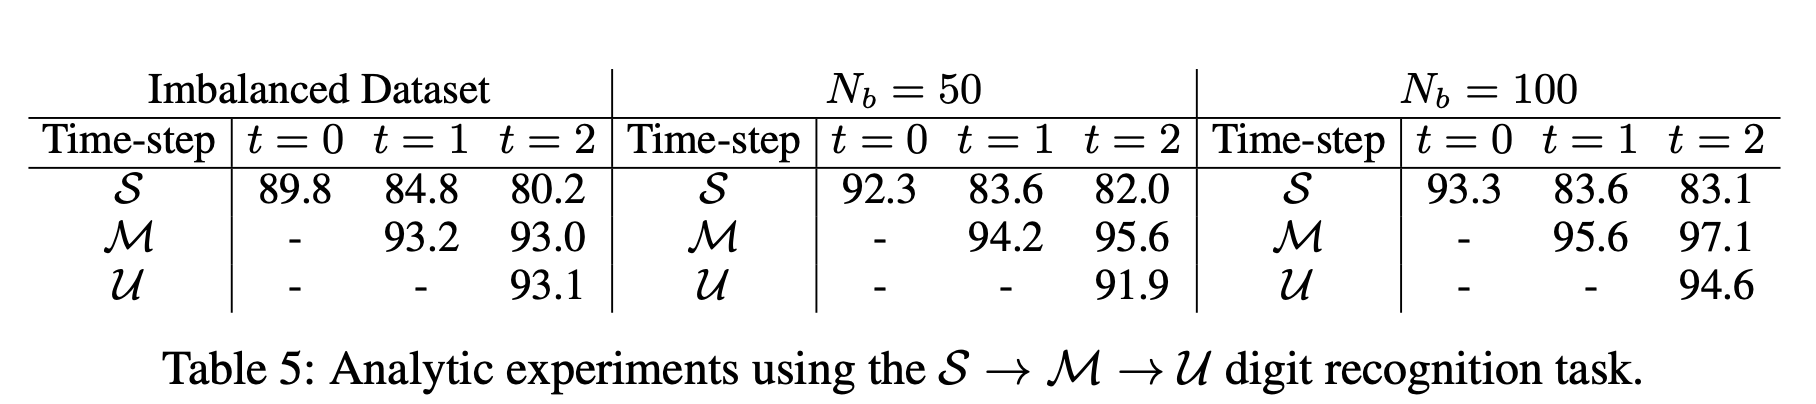 Imbalanced Dataset N_b = 50 N_b = 100
Time-step t = 0 t = 1 t = 2 Time-step t = 0 t = 1 t = 2 Time-step t = 0 t = 1 t = 2
𝒮 89.8 84.8 80.2 𝒮 92.3 83.6 82.0 𝒮 93.3 83.6 83.1
ℳ - 93.2 93.0 ℳ - 94.2 95.6 ℳ - 95.6 97.1
𝒰 - - 93.1 𝒰 - - 91.9 𝒰 - - 94.6
Table 5: Analytic experiments using the 𝒮 → ℳ → 𝒰 digit recognition task.